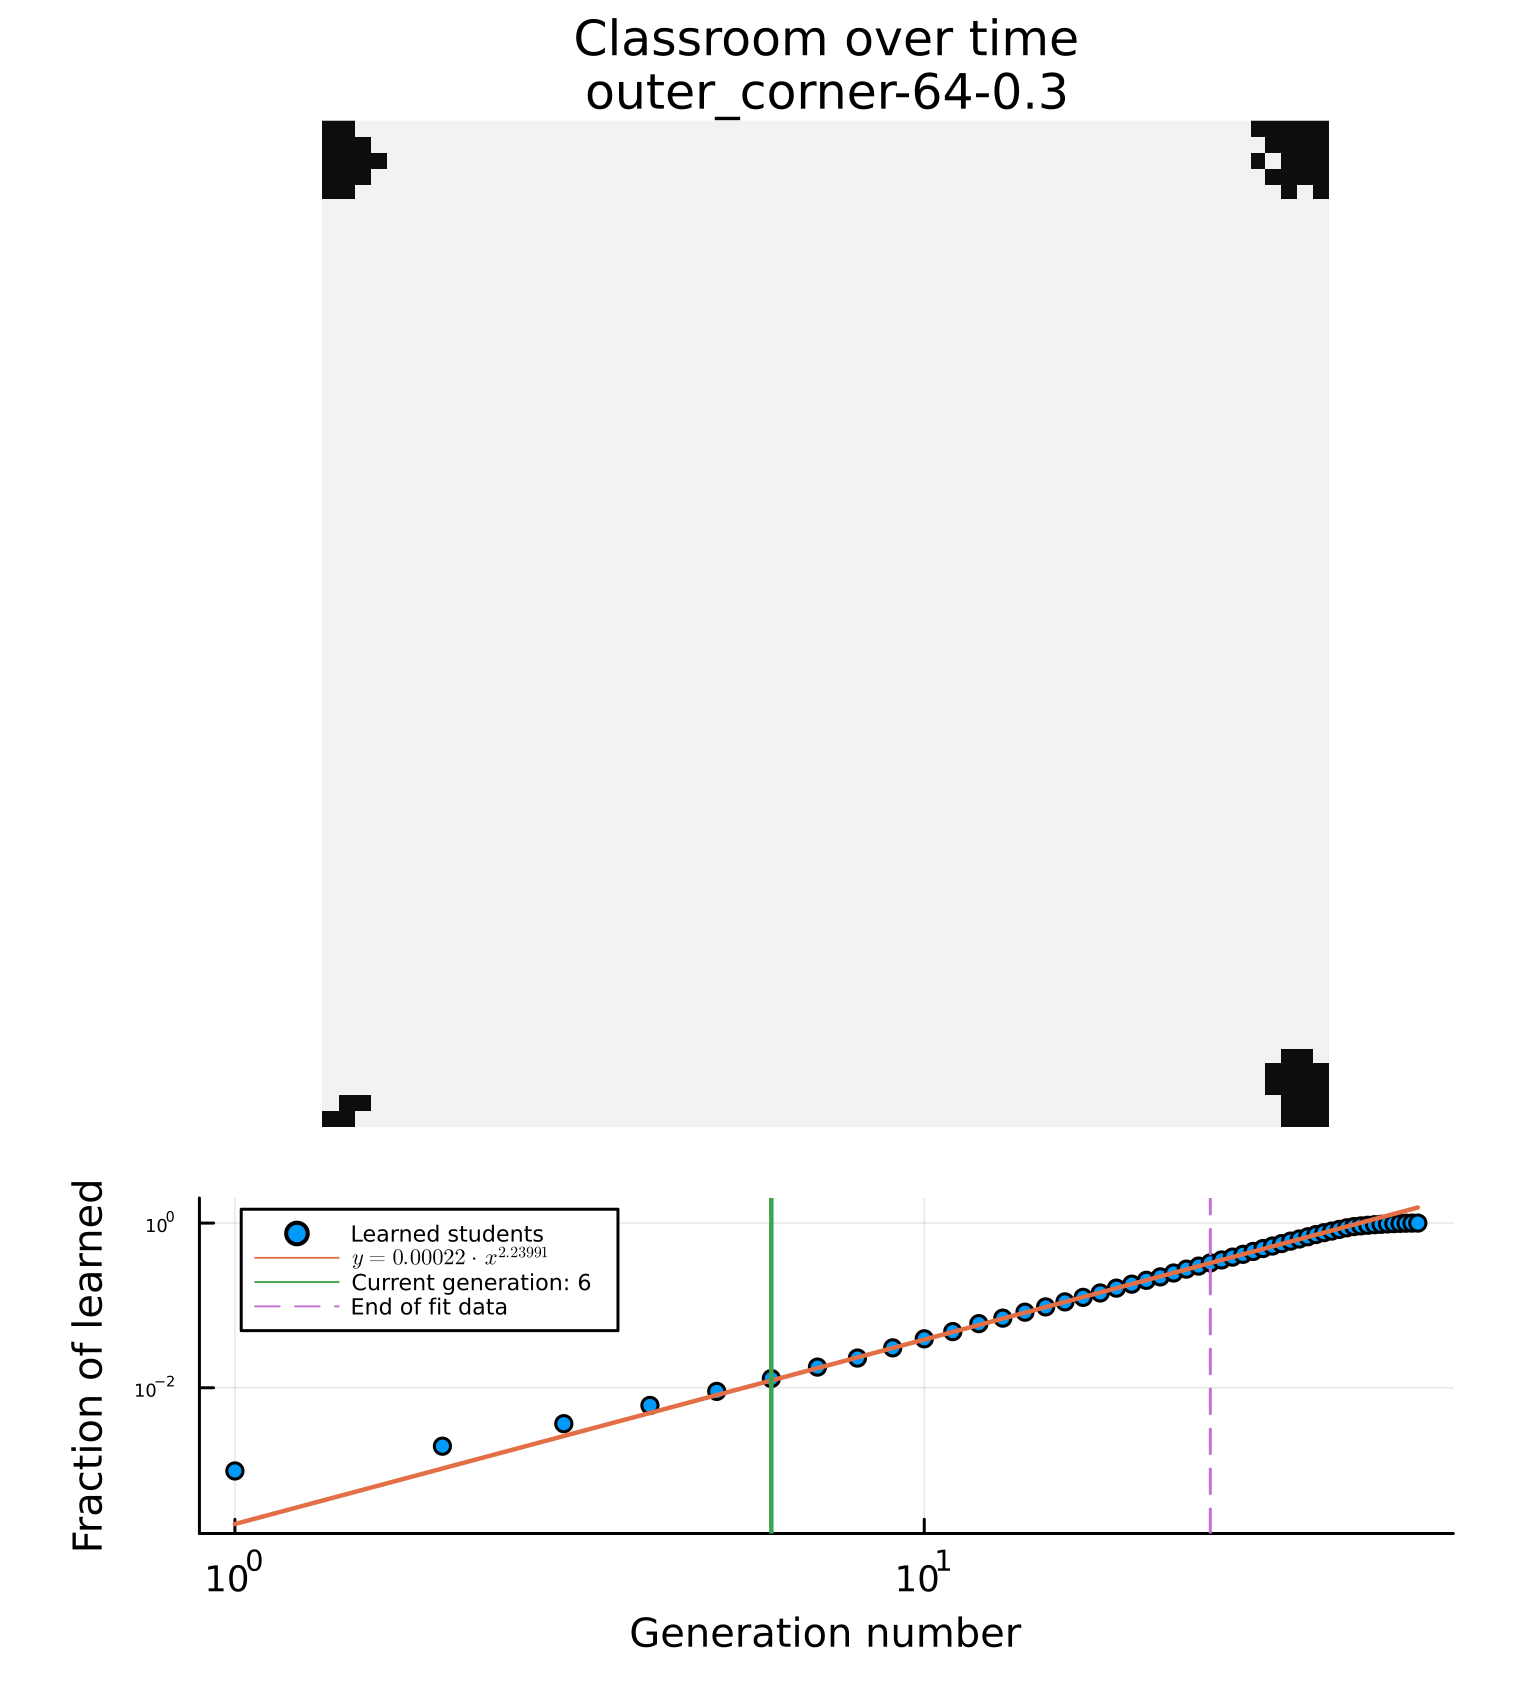 Classroom over time
outer_corner-64-0.3
Fraction of learned
10^0
10^-2
Learned students
y = 0.00022 · x^2.23991
Current generation: 6
End of fit data
10^0
10^1
Generation number